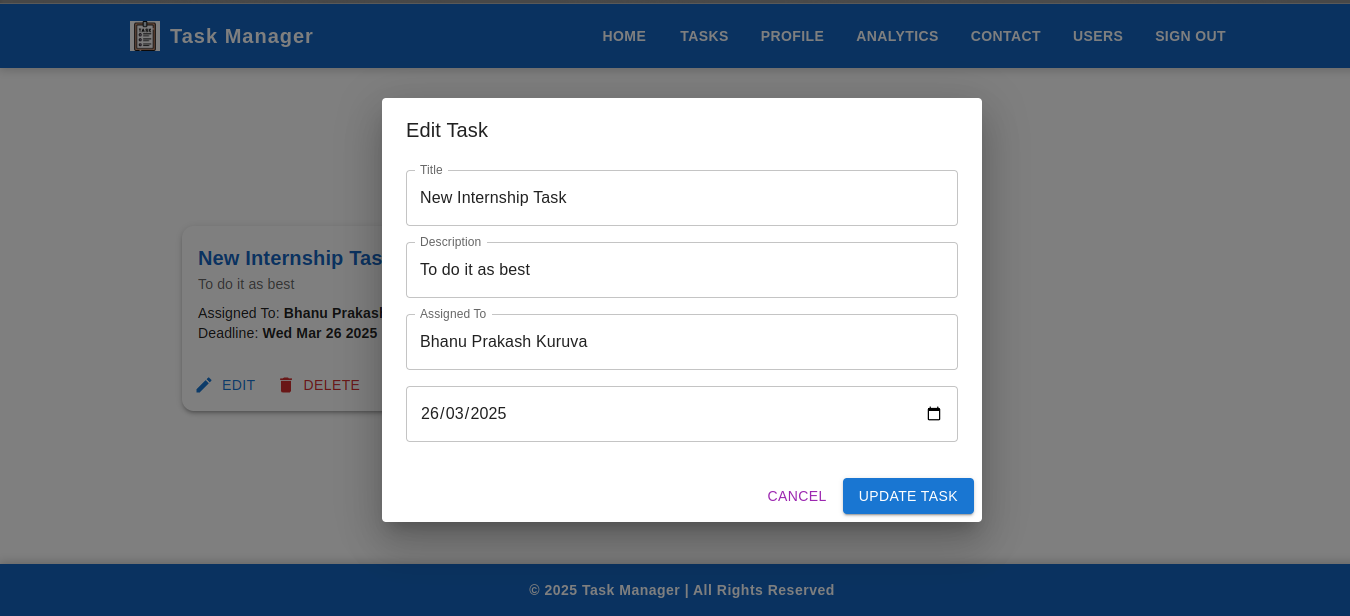 Task Manager
HOME TASKS PROFILE ANALYTICS CONTACT USERS SIGN OUT
Edit Task
Title
New Internship Task
Description
To do it as best
Assigned To
Bhanu Prakash Kuruva
26/03/2025
CANCEL UPDATE TASK
New Internship Tas
To do it as best
Assigned To: Bhanu Prakash
Deadline: Wed Mar 26 2025
EDIT DELETE
© 2025 Task Manager | All Rights Reserved